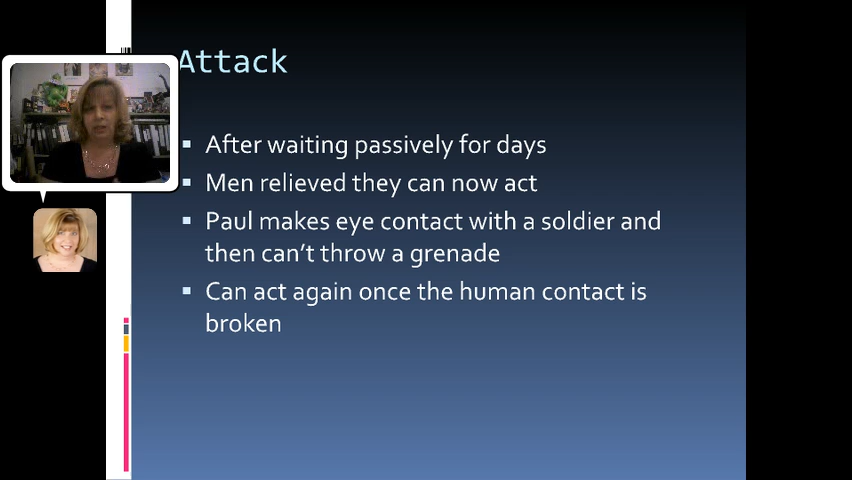 Attack
After waiting passively for days
Men relieved they can now act
Paul makes eye contact with a soldier and
then can't throw a grenade
Can act again once the human contact is
broken